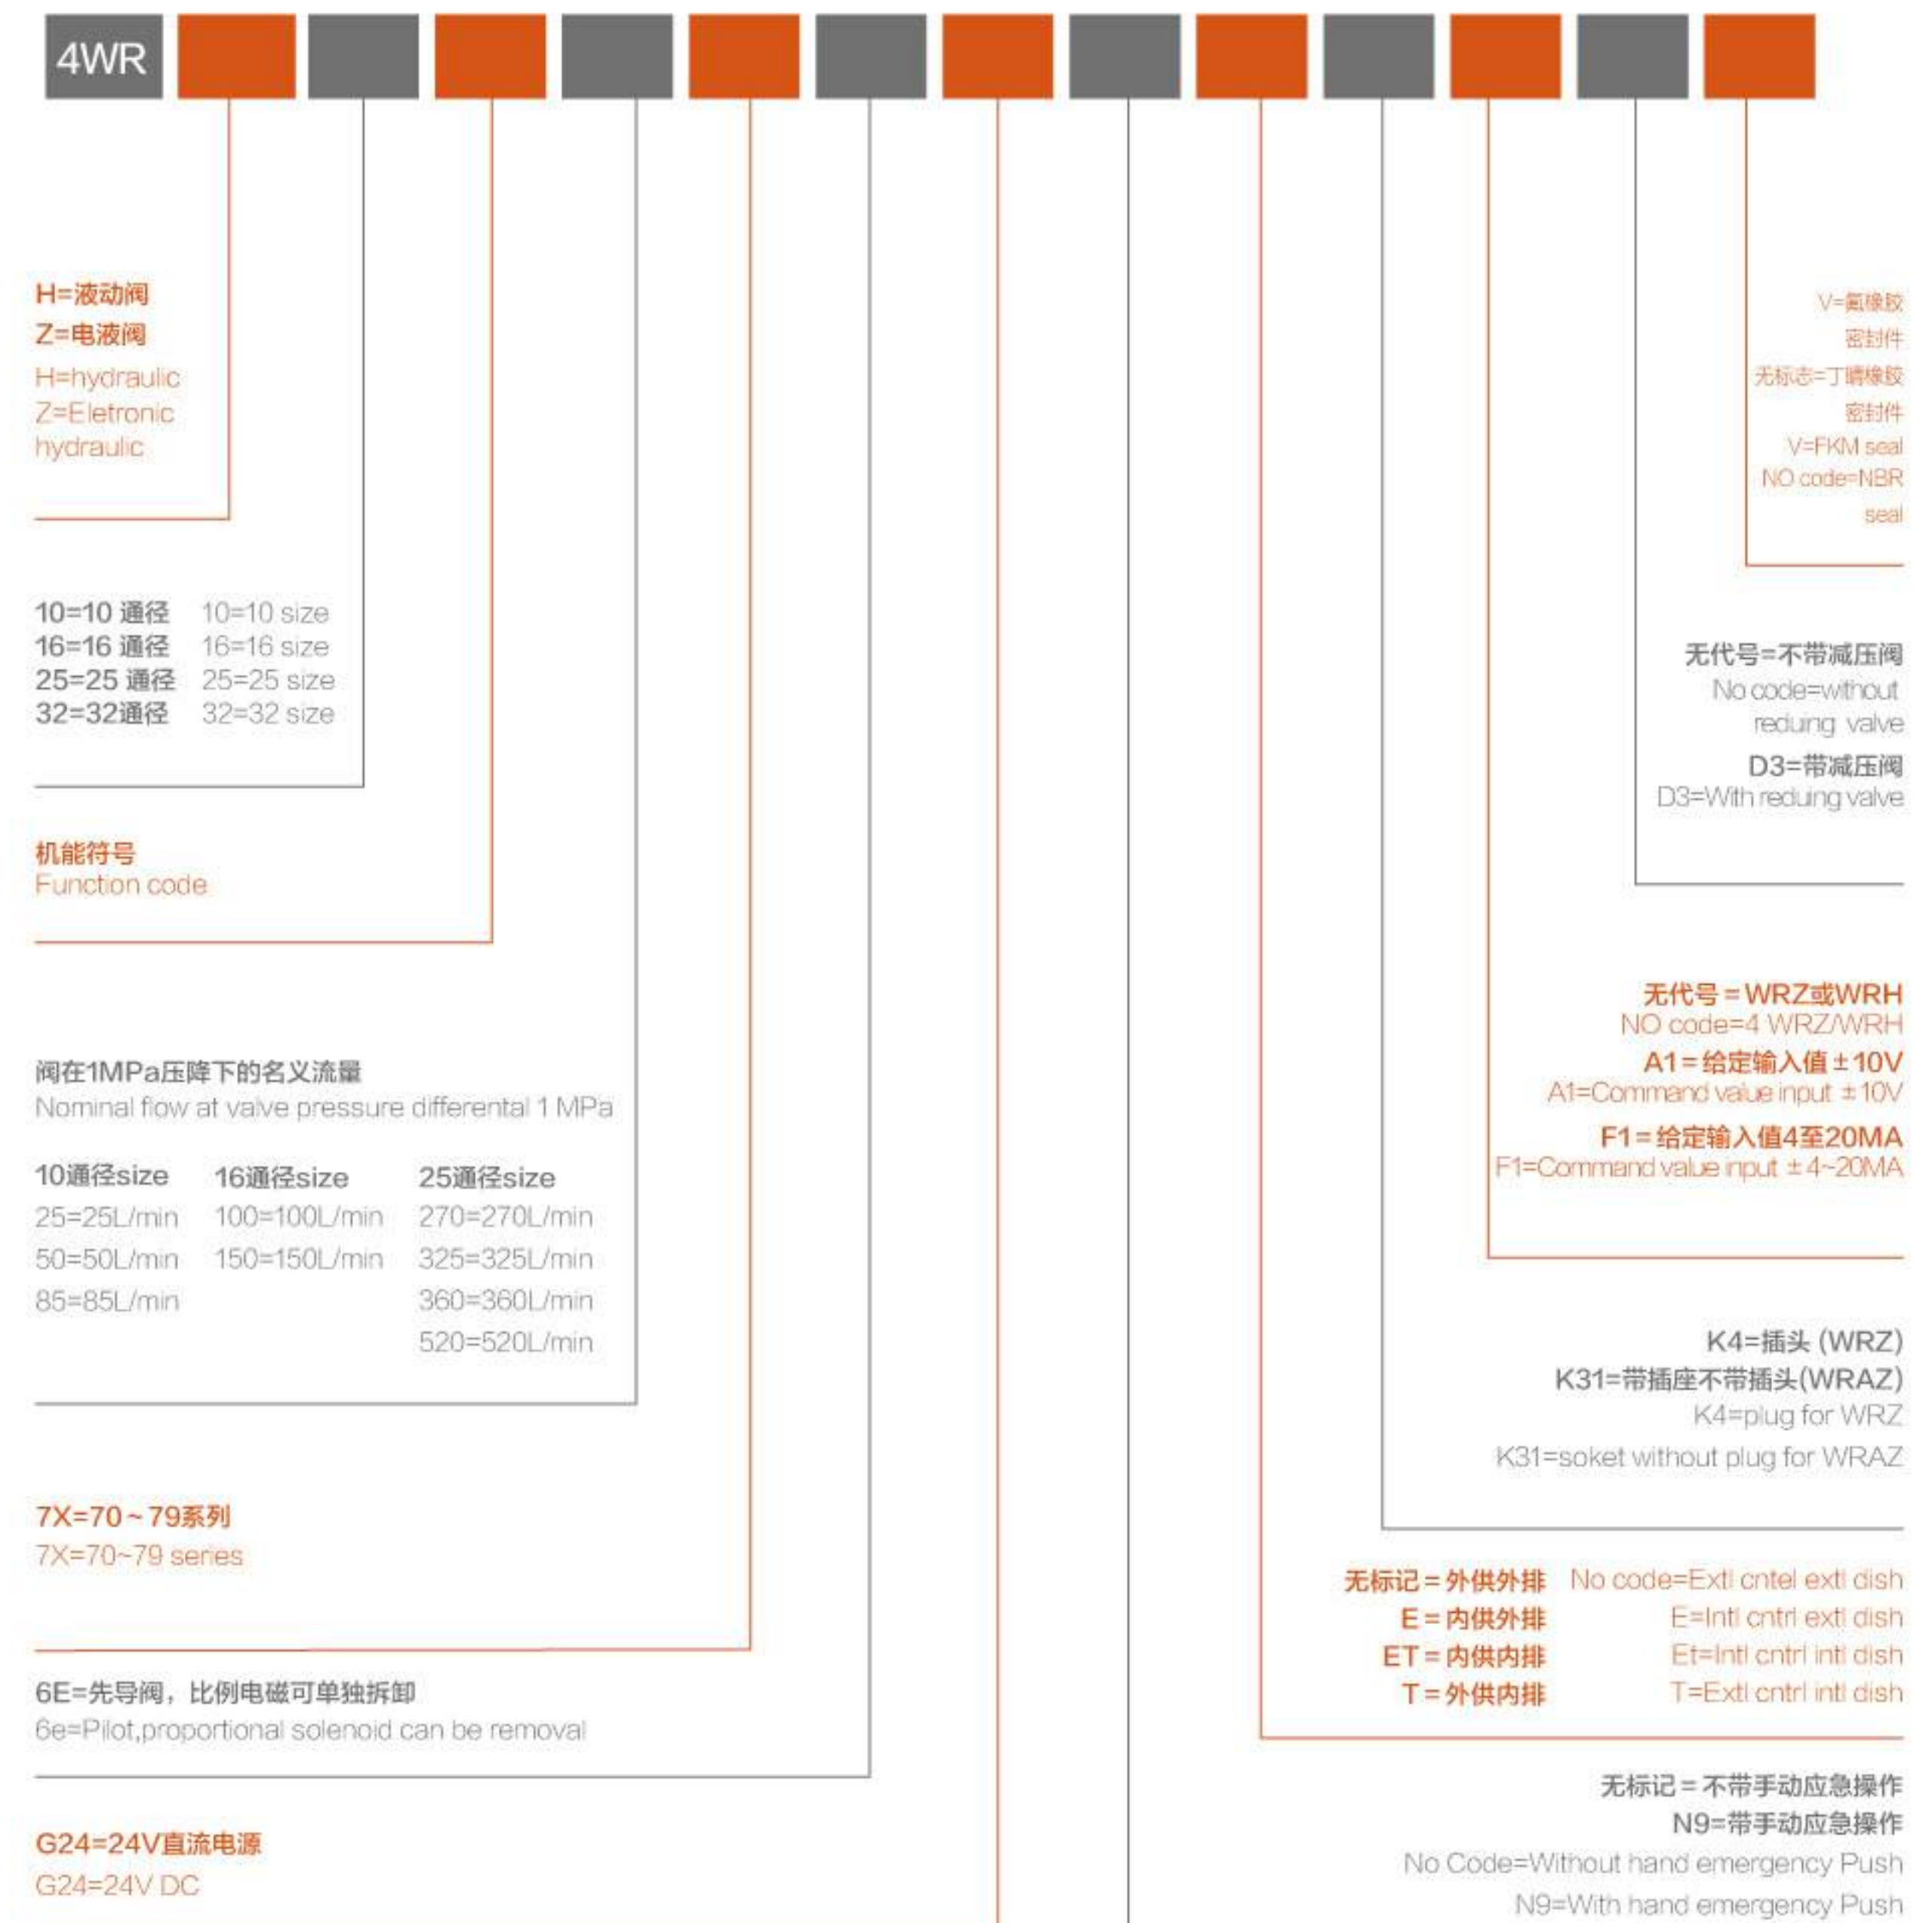 4WR
H=液动阀
Z=电液阀
H=hydraulic
Z=Eletronic
hydraulic
10=10 通径 10=10 size
16=16 通径 16=16 size
25=25 通径 25=25 size
32=32通径 32=32 size
机能符号
Function code
阀在1MPa压降下的名义流量
Nominal flow at valve pressure differental 1 MPa
10通径size 16通径size 25通径size
25=25L/min 100=100L/min 270=270L/min
50=50L/min 150=150L/min 325=325L/min
85=85L/min 360=360L/min
520=520L/min
7X=70~79系列
7X=70~79 series
6E=先导阀，比例电磁可单独拆卸
6e=Pilot,proportional solenoid can be removal
G24=24V直流电源
G24=24V DC
V=氟橡胶
密封件
无标志=丁腈橡胶
密封件
V=FKM seal
NO code=NBR
seal
无代号=不带减压阀
No code=without
reduing valve
D3=带减压阀
D3=With reduing valve
无代号=WRZ或WRH
NO code=4 WRZ/WRH
A1=给定输入值±10V
A1=Command value input ±10V
F1=给定输入值4至20MA
F1=Command value input ±4~20MA
K4=插头 (WRZ)
K31=带插座不带插头(WRAZ)
K4=plug for WRZ
K31=soket without plug for WRAZ
无标记=外供外排 No code=Extl cntel extl dish
E=内供外排 E=Intl cntrl extl dish
ET=内供内排 Et=Intl cntrl intl dish
T=外供内排 T=Extl cntrl intl dish
无标记=不带手动应急操作
N9=带手动应急操作
No Code=Without hand emergency Push
N9=With hand emergency Push